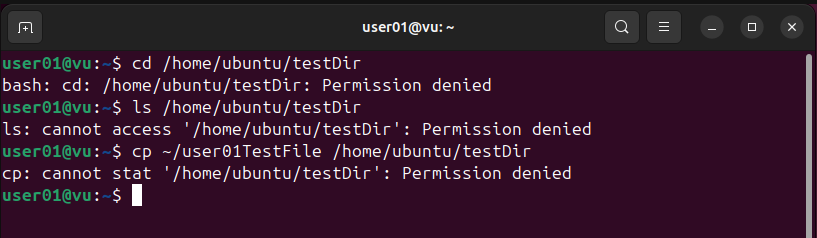 user01@vu: ~
user01@vu:~$ cd /home/ubuntu/testDir
bash: cd: /home/ubuntu/testDir: Permission denied
user01@vu:~$ ls /home/ubuntu/testDir
ls: cannot access '/home/ubuntu/testDir': Permission denied
user01@vu:~$ cp ~/user01TestFile /home/ubuntu/testDir
cp: cannot stat '/home/ubuntu/testDir': Permission denied
user01@vu:~$